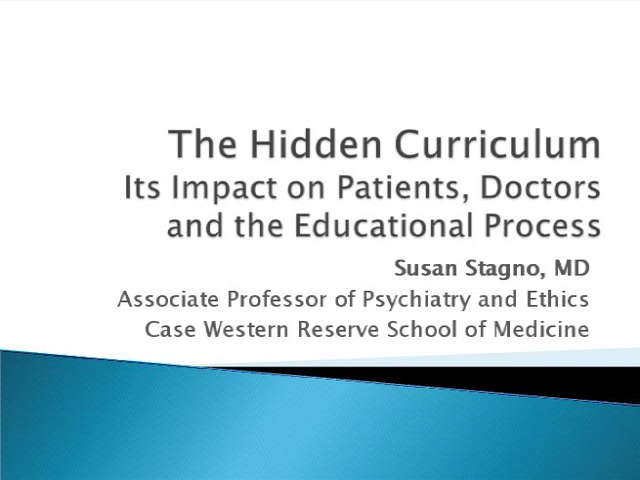 The Hidden Curriculum
Its Impact on Patients, Doctors
and the Educational Process
Susan Stagno, MD
Associate Professor of Psychiatry and Ethics
Case Western Reserve School of Medicine